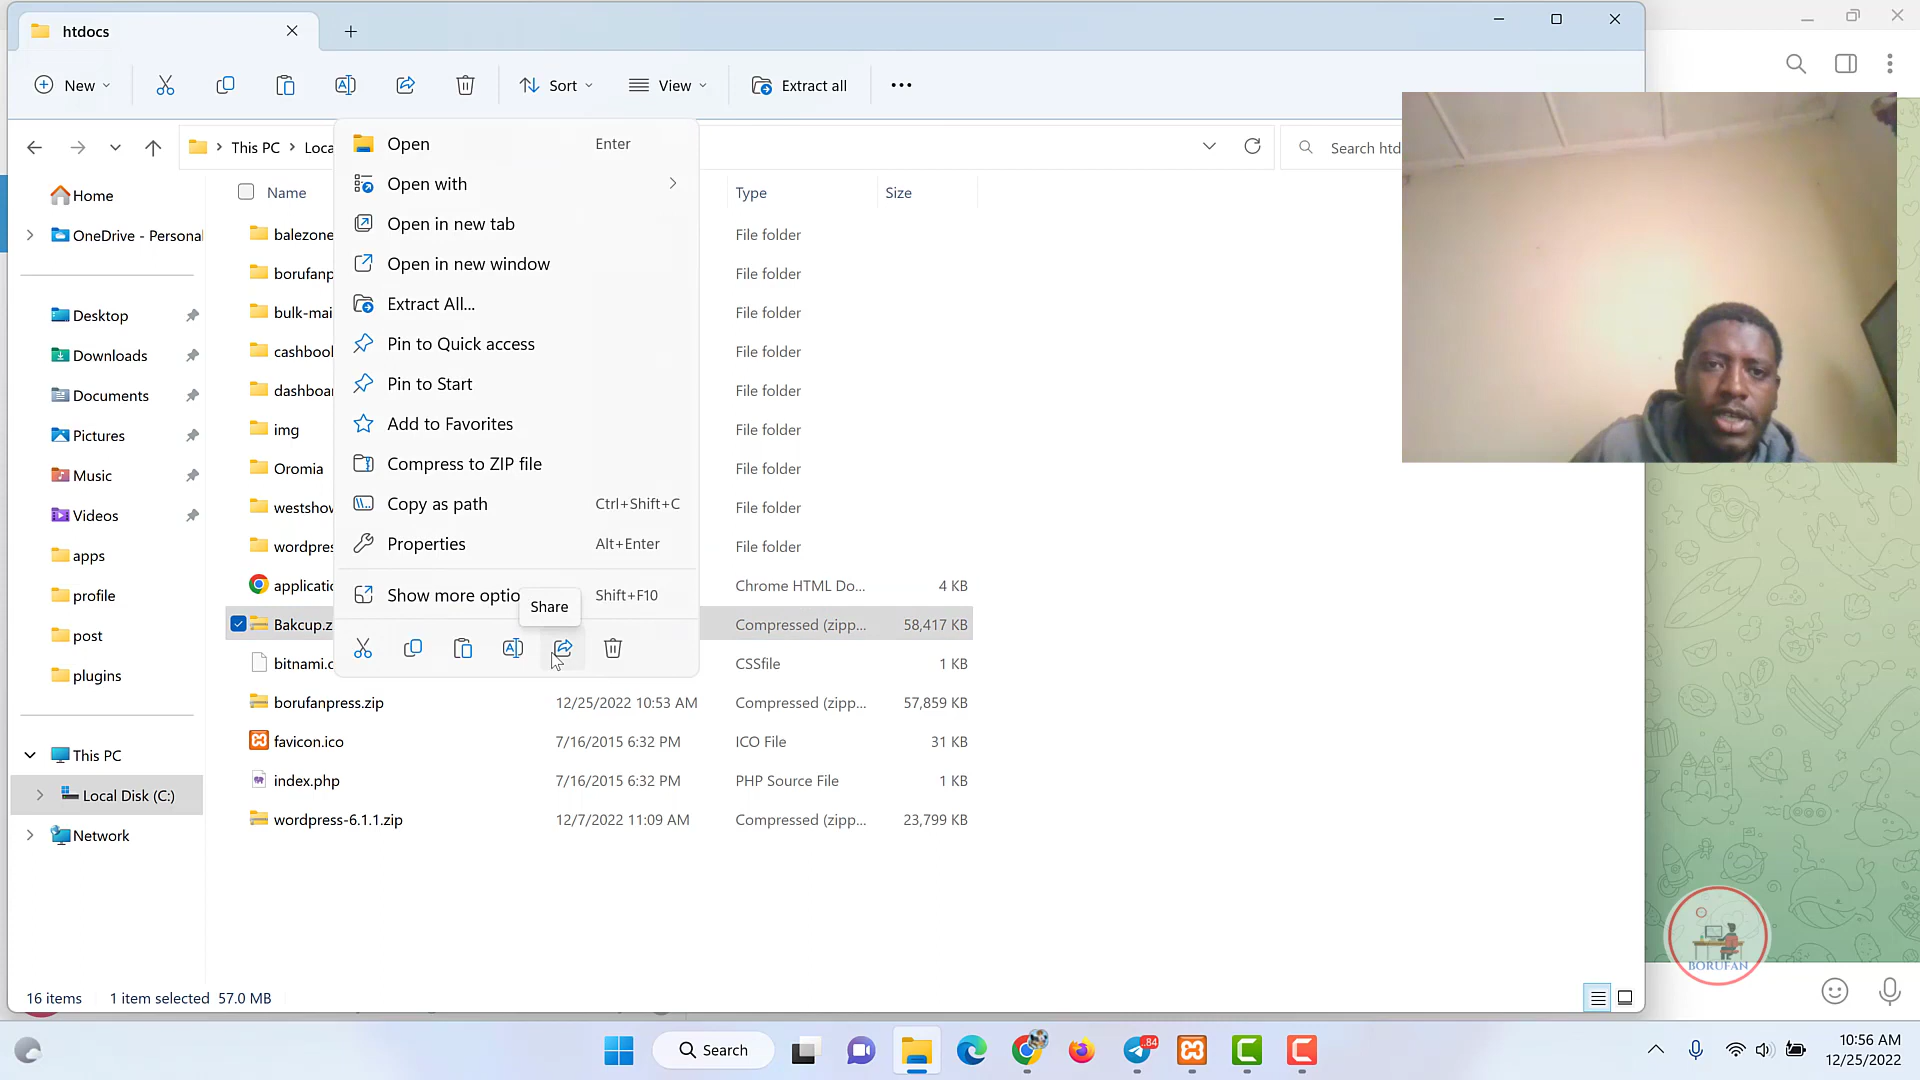 htdocs
New
Sort
View
Extract all
This PC
Search htd
Home
OneDrive - Persona
Desktop
Downloads
Documents
Pictures
Music
Videos
apps
profile
post
plugins
This PC
Local Disk (C:)
Network
Name
Type
Size
balezone
File folder
borufanp
File folder
bulk-mai
File folder
File folder
File folder
img
File folder
Oromia
File folder
File folder
File folder
Chrome HTML Do...
4 KB
Bakcup.z
Compressed (zipp...
58,417 KB
CSSfile
1 KB
borufanpress.zip
12/25/2022 10:53 AM
Compressed (zipp...
57,859 KB
favicon.ico
7/16/2015 6:32 PM
ICO File
31 KB
index.php
7/16/2015 6:32 PM
PHP Source File
1 KB
wordpress-6.1.1.zip
12/7/2022 11:09 AM
Compressed (zipp...
23,799 KB
Open
Enter
Open with
Open in new tab
Open in new window
Extract All...
Pin to Quick access
Pin to Start
Add to Favorites
Compress to ZIP file
Copy as path
Ctrl+Shift+C
Properties
Alt+Enter
Show more optio
Shift+F10
Share
BORUFAN
16 items
1 item selected 57.0 MB
Search
84
10:56 AM
12/25/2022